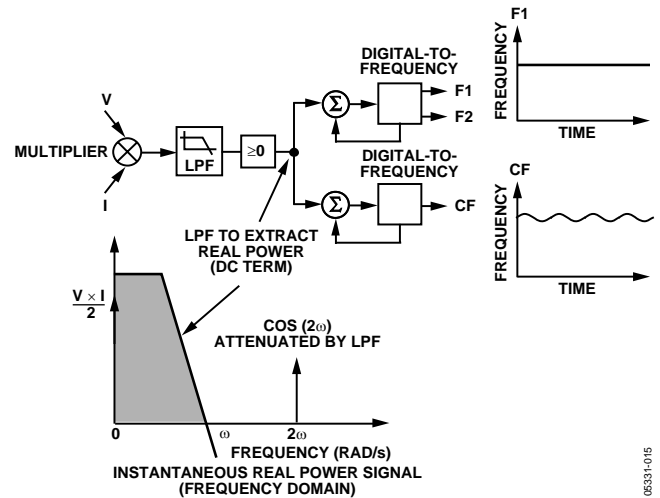 DIGITAL-TO-
FREQUENCY
F1
F2
V
MULTIPLIER
I
LPF
≥0
Σ
DIGITAL-TO-
FREQUENCY
Σ
CF
F1
FREQUENCY
TIME
CF
FREQUENCY
TIME
LPF TO EXTRACT
REAL POWER
(DC TERM)
V × I
2
COS (2ω)
ATTENUATED BY LPF
0
ω
2ω
FREQUENCY (RAD/s)
INSTANTANEOUS REAL POWER SIGNAL
(FREQUENCY DOMAIN)
05331-015